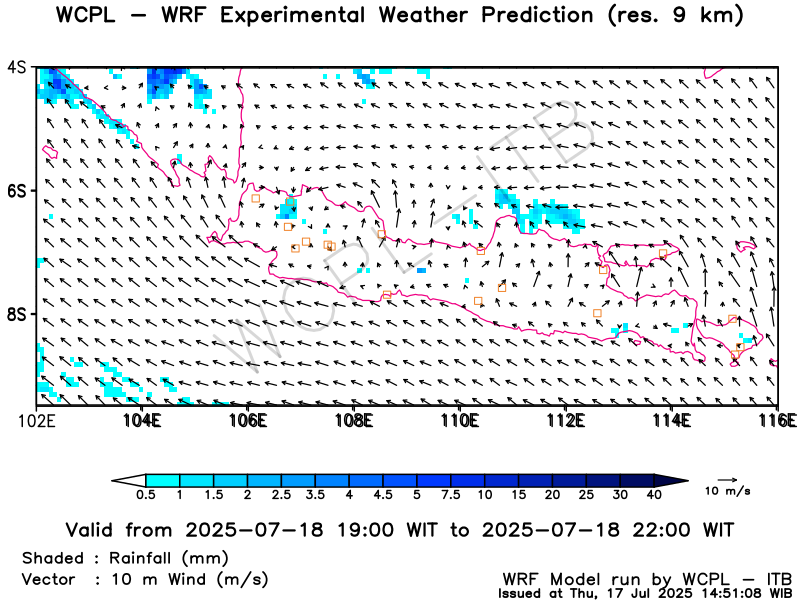 WCPL – WRF Experimental Weather Prediction (res. 9 km)
4S
6S
8S
WCPL-ITB
102E 104E 106E 108E 110E 112E 114E 116E
0.5 1 1.5 2 2.5 3.5 4 4.5 5 7.5 10 15 20 25 30 40
10 m/s
Valid from 2025-07-18 19:00 WIT to 2025-07-18 22:00 WIT
Shaded : Rainfall (mm)
Vector : 10 m Wind (m/s)
WRF Model run by WCPL – ITB
Issued at Thu, 17 Jul 2025 14:51:08 WIB